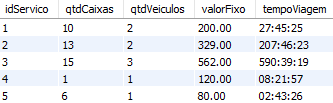 idServico qtdCaixas qtdVeiculos valorFixo tempoViagem
1 10 2 200.00 27:45:25
2 13 2 329.00 207:46:23
3 15 3 562.00 590:39:19
4 1 1 120.00 08:21:57
5 6 1 80.00 02:43:26